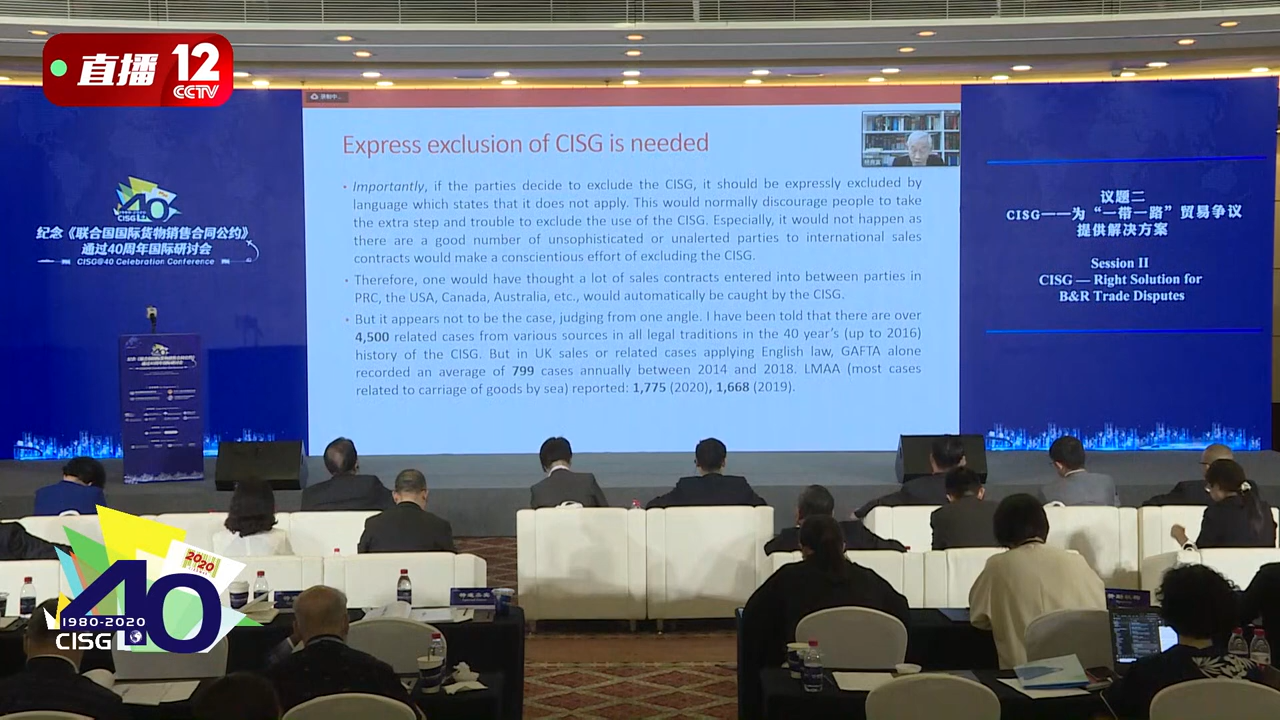 直播 12
CCTV
录制中...
Express exclusion of CISG is needed
• Importantly, if the parties decide to exclude the CISG, it should be expressly excluded by
language which states that it does not apply. This would normally discourage people to take
the extra step and trouble to exclude the use of the CISG. Especially, it would not happen as
there are a good number of unsophisticated or unalerted parties to international sales
contracts would make a conscientious effort of excluding the CISG.
• Therefore, one would have thought a lot of sales contracts entered into between parties in
PRC, the USA, Canada, Australia, etc., would automatically be caught by the CISG.
• But it appears not to be the case, judging from one angle. I have been told that there are over
4,500 related cases from various sources in all legal traditions in the 40 year’s (up to 2016)
history of the CISG. But in UK sales or related cases applying English law, GAFTA alone
recorded an average of 799 cases annually between 2014 and 2018. LMAA (most cases
related to carriage of goods by sea) reported: 1,775 (2020), 1,668 (2019).
40
1980-2020
CISG
纪念《联合国国际货物销售合同公约》
通过40周年国际研讨会
CISG@40 Celebration Conference
议题二
CISG——为“一带一路”贸易争议
提供解决方案
Session II
CISG — Right Solution for
B&R Trade Disputes
2020
40
1980-2020
CISG